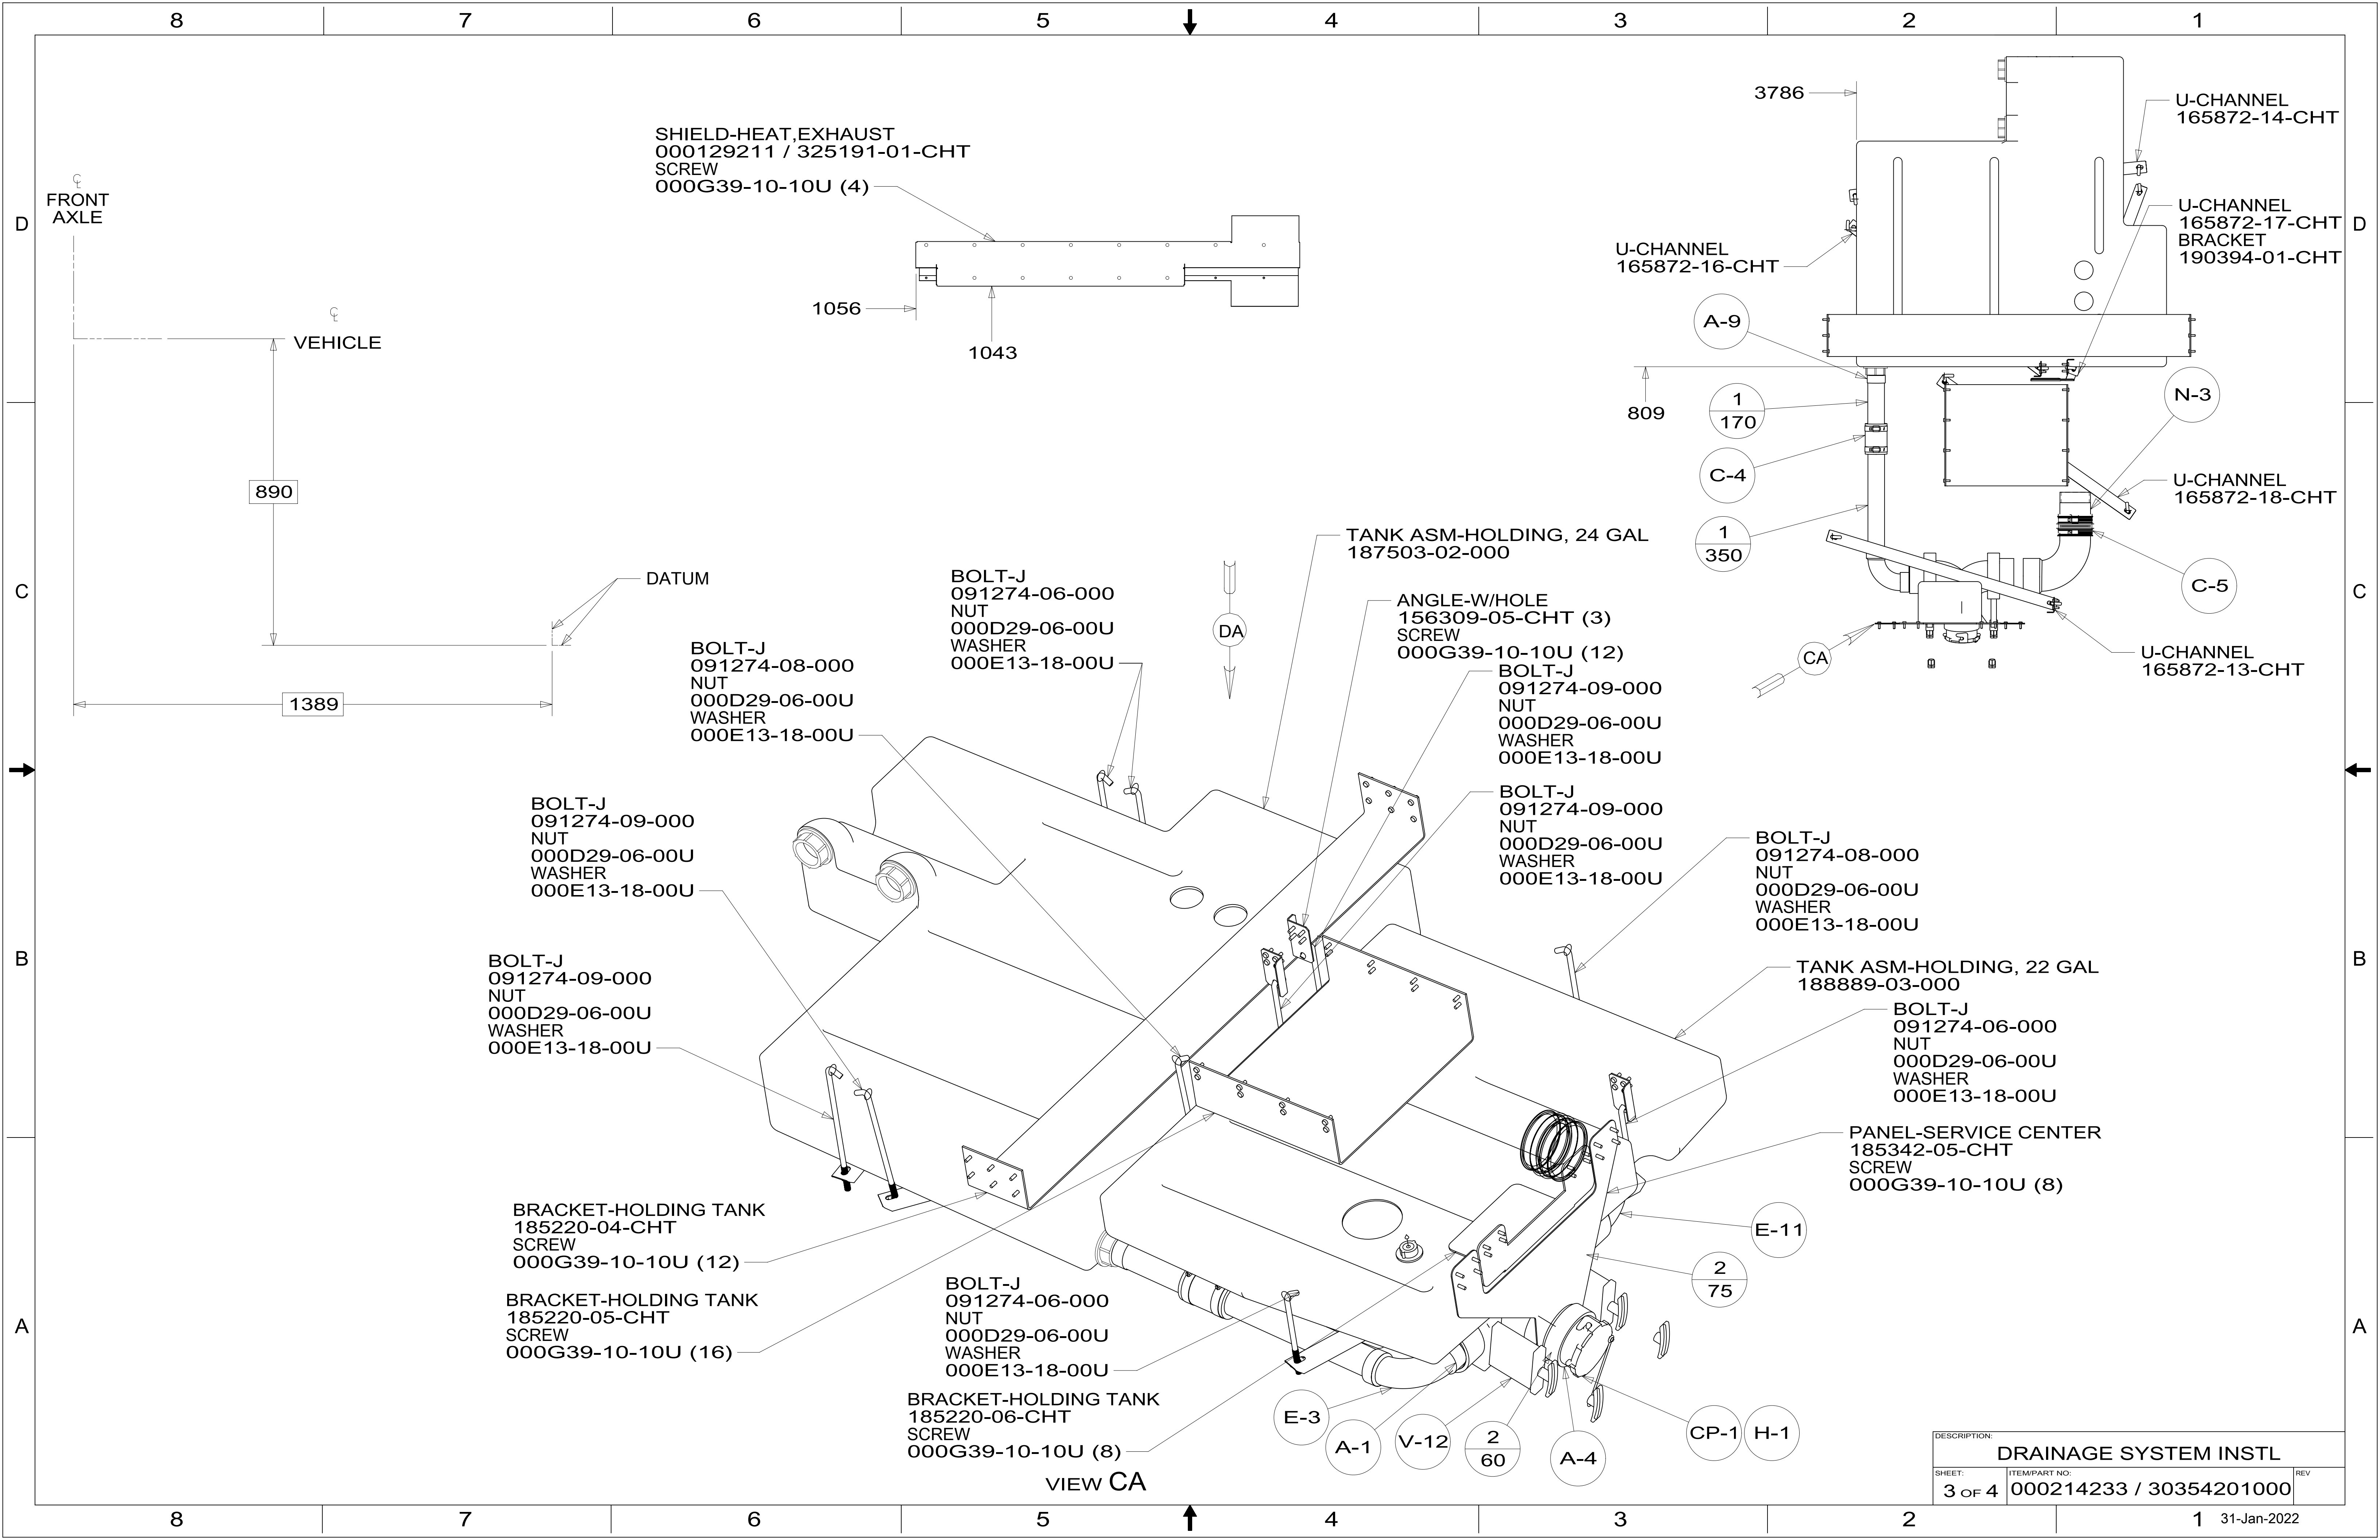 8 7 6 5 4 3 2 1
D
C
B
A
D
C
B
A
℄
FRONT
AXLE
℄
VEHICLE
890
1389
DATUM
SHIELD-HEAT,EXHAUST
000129211 / 325191-01-CHT
SCREW
000G39-10-10U (4)
1056
1043
3786
U-CHANNEL
165872-14-CHT
U-CHANNEL
165872-17-CHT
BRACKET
190394-01-CHT
U-CHANNEL
165872-16-CHT
A-9
809
1
170
N-3
C-4
U-CHANNEL
165872-18-CHT
1
350
C-5
CA
U-CHANNEL
165872-13-CHT
TANK ASM-HOLDING, 24 GAL
187503-02-000
DA
ANGLE-W/HOLE
156309-05-CHT (3)
SCREW
000G39-10-10U (12)
BOLT-J
091274-06-000
NUT
000D29-06-00U
WASHER
000E13-18-00U
BOLT-J
091274-08-000
NUT
000D29-06-00U
WASHER
000E13-18-00U
BOLT-J
091274-09-000
NUT
000D29-06-00U
WASHER
000E13-18-00U
BOLT-J
091274-09-000
NUT
000D29-06-00U
WASHER
000E13-18-00U
BOLT-J
091274-09-000
NUT
000D29-06-00U
WASHER
000E13-18-00U
BOLT-J
091274-08-000
NUT
000D29-06-00U
WASHER
000E13-18-00U
BOLT-J
091274-09-000
NUT
000D29-06-00U
WASHER
000E13-18-00U
TANK ASM-HOLDING, 22 GAL
188889-03-000
BOLT-J
091274-06-000
NUT
000D29-06-00U
WASHER
000E13-18-00U
PANEL-SERVICE CENTER
185342-05-CHT
SCREW
000G39-10-10U (8)
BRACKET-HOLDING TANK
185220-04-CHT
SCREW
000G39-10-10U (12)
E-11
2
75
BRACKET-HOLDING TANK
185220-05-CHT
SCREW
000G39-10-10U (16)
BOLT-J
091274-06-000
NUT
000D29-06-00U
WASHER
000E13-18-00U
BRACKET-HOLDING TANK
185220-06-CHT
SCREW
000G39-10-10U (8)
E-3
A-1
V-12
2
60
A-4
CP-1
H-1
VIEW CA
DESCRIPTION:
DRAINAGE SYSTEM INSTL
SHEET:
3 OF 4
ITEM/PART NO:
000214233 / 30354201000
REV
8 7 6 5 4 3 2 1
31-Jan-2022